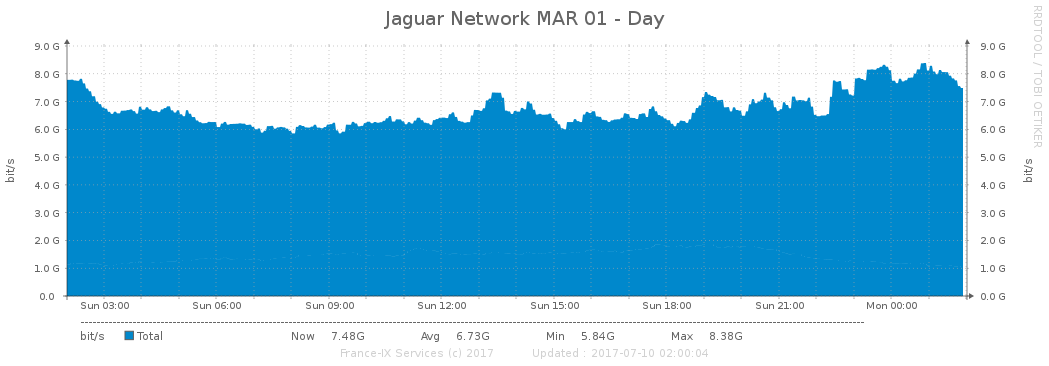 Jaguar Network MAR 01 - Day
RRDTOOL / TOBI OETIKER
9.0 G 9.0 G
8.0 G 8.0 G
7.0 G 7.0 G
6.0 G 6.0 G
5.0 G 5.0 G
4.0 G 4.0 G
3.0 G 3.0 G
2.0 G 2.0 G
1.0 G 1.0 G
0.0 0.0 G
bit/s bit/s
Sun 03:00 Sun 06:00 Sun 09:00 Sun 12:00 Sun 15:00 Sun 18:00 Sun 21:00 Mon 00:00
bit/s Total Now 7.48G Avg 6.73G Min 5.84G Max 8.38G
France-IX Services (c) 2017 Updated : 2017-07-10 02:00:04